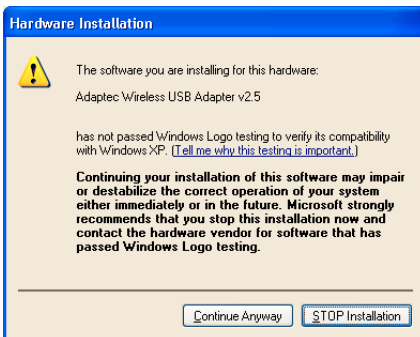 Hardware Installation
The software you are installing for this hardware:
Adaptec Wireless USB Adapter v2.5
has not passed Windows Logo testing to verify its compatibility
with Windows XP. (Tell me why this testing is important.)
Continuing your installation of this software may impair
or destabilize the correct operation of your system
either immediately or in the future. Microsoft strongly
recommends that you stop this installation now and
contact the hardware vendor for software that has
passed Windows Logo testing.
Continue Anyway
STOP Installation